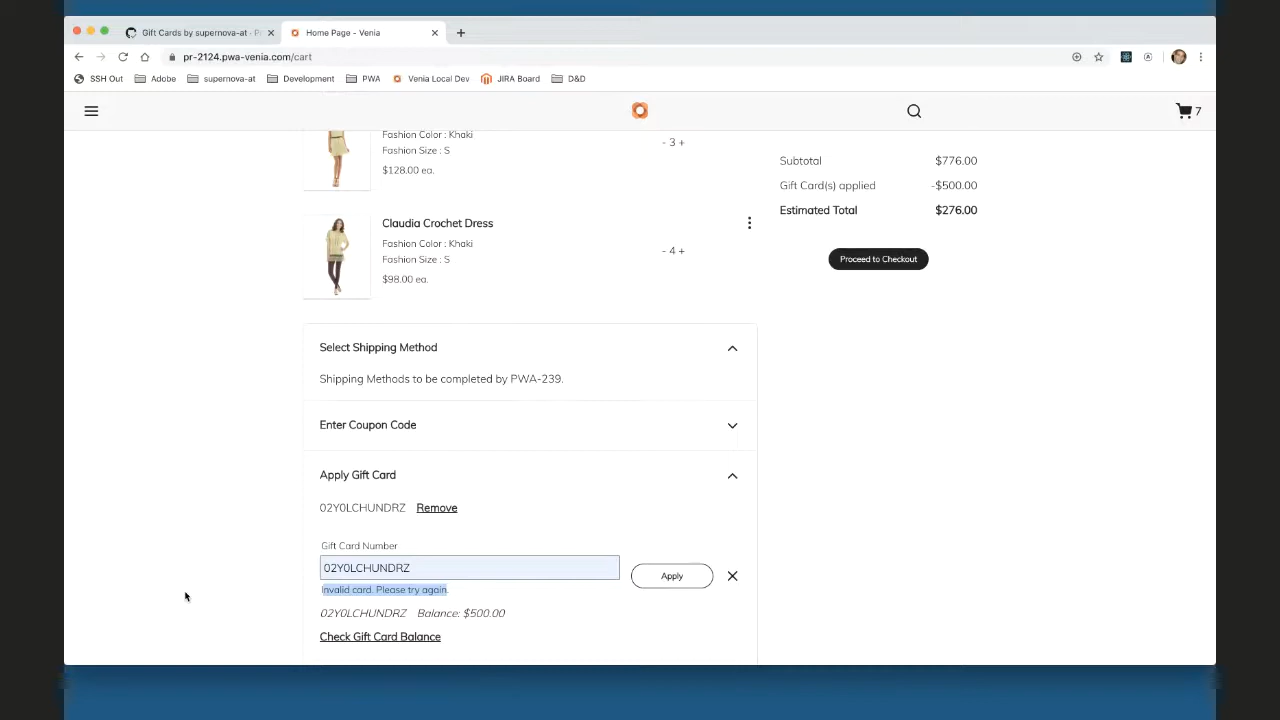 Gift Cards by supernova-at · P
Home Page - Venia
pr-2124.pwa-venia.com/cart
SSH Out
Adobe
supernova-at
Development
PWA
Venia Local Dev
JIRA Board
D&D
7
Fashion Color : Khaki
Fashion Size : S
$128.00 ea.
- 3 +
Claudia Crochet Dress
Fashion Color : Khaki
Fashion Size : S
$98.00 ea.
- 4 +
Subtotal $776.00
Gift Card(s) applied -$500.00
Estimated Total $276.00
Proceed to Checkout
Select Shipping Method
Shipping Methods to be completed by PWA-239.
Enter Coupon Code
Apply Gift Card
02Y0LCHUNDRZ Remove
Gift Card Number
02Y0LCHUNDRZ
Apply
Invalid card. Please try again.
02Y0LCHUNDRZ Balance: $500.00
Check Gift Card Balance